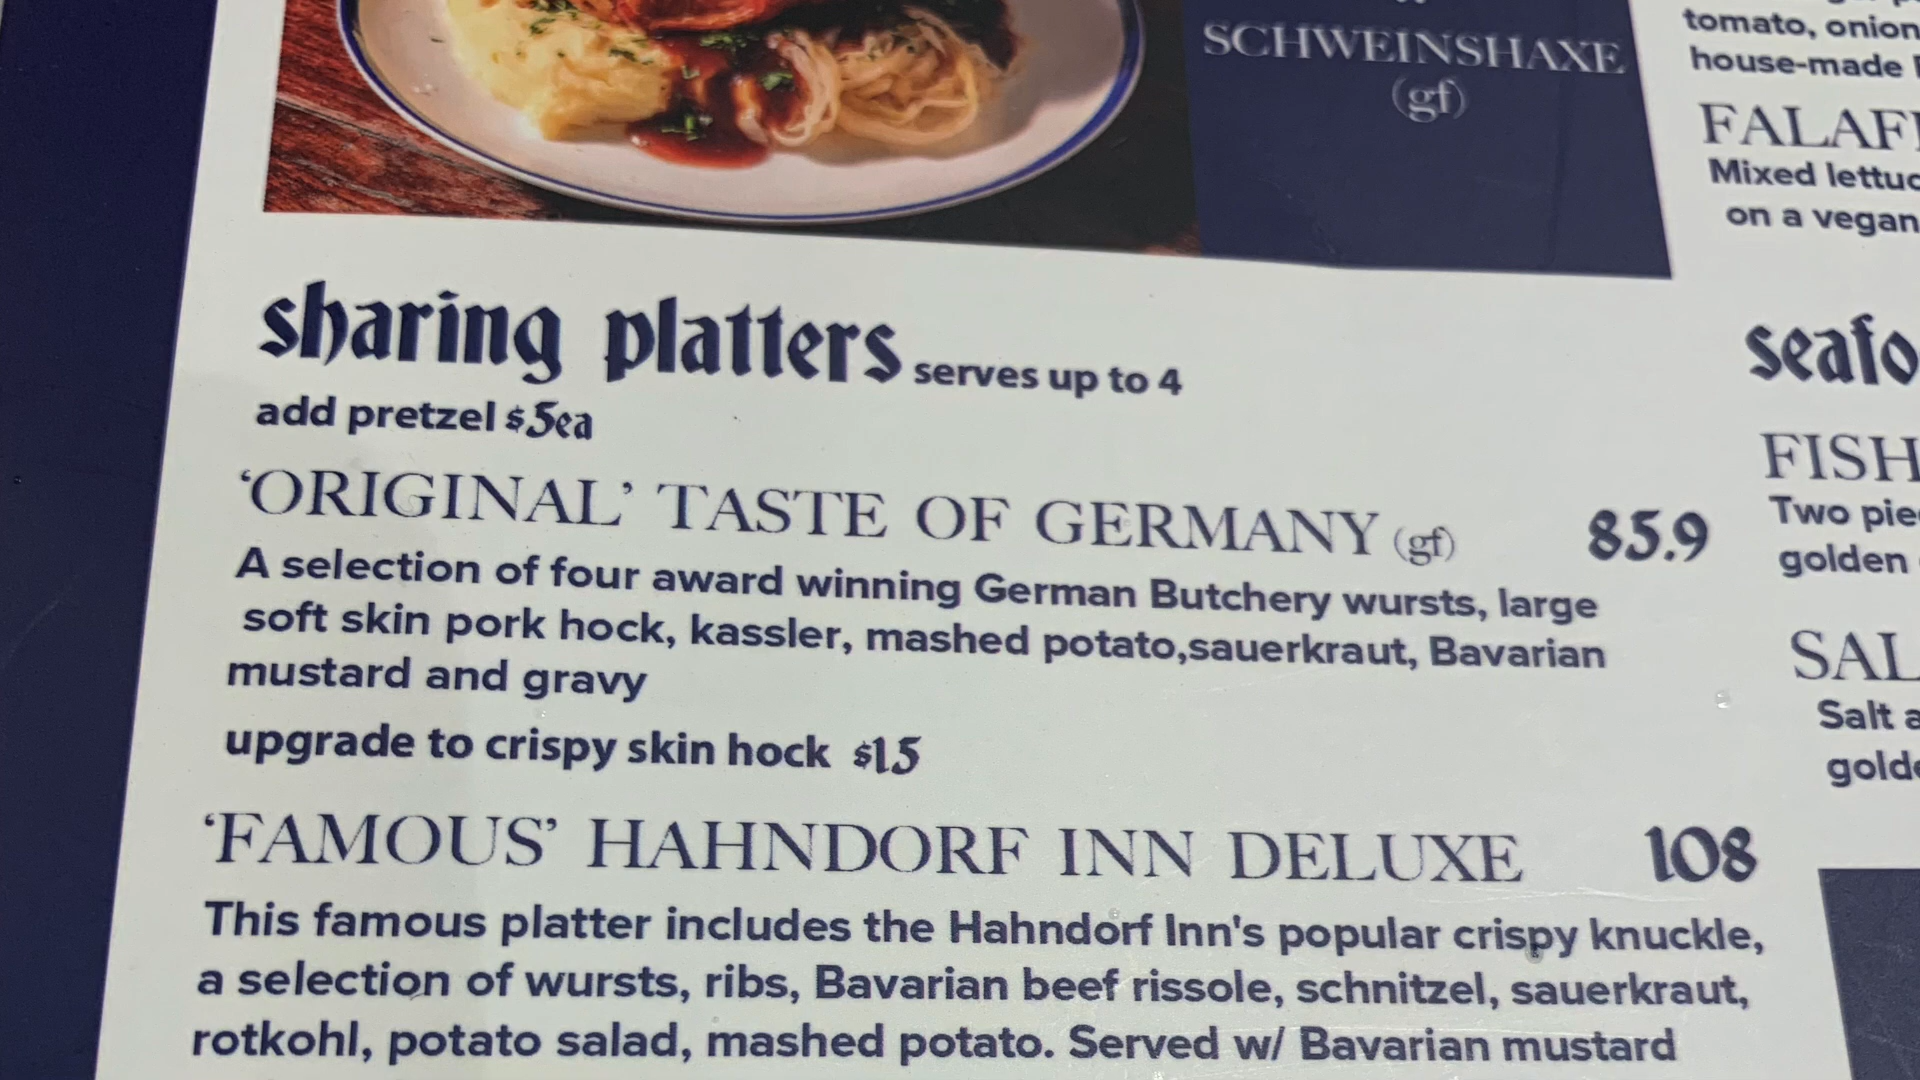 SCHWEINSHAXE
(gf)
sharing platters serves up to 4
add pretzel $5ea
'ORIGINAL' TASTE OF GERMANY (gf) 85.9
A selection of four award winning German Butchery wursts, large
soft skin pork hock, kassler, mashed potato,sauerkraut, Bavarian
mustard and gravy
upgrade to crispy skin hock $15
'FAMOUS' HAHNDORF INN DELUXE 108
This famous platter includes the Hahndorf Inn's popular crispy knuckle,
a selection of wursts, ribs, Bavarian beef rissole, schnitzel, sauerkraut,
rotkohl, potato salad, mashed potato. Served w/ Bavarian mustard
tomato, onion
house-made
Mixed
on a vegan
FISH
Two
golden
Salt